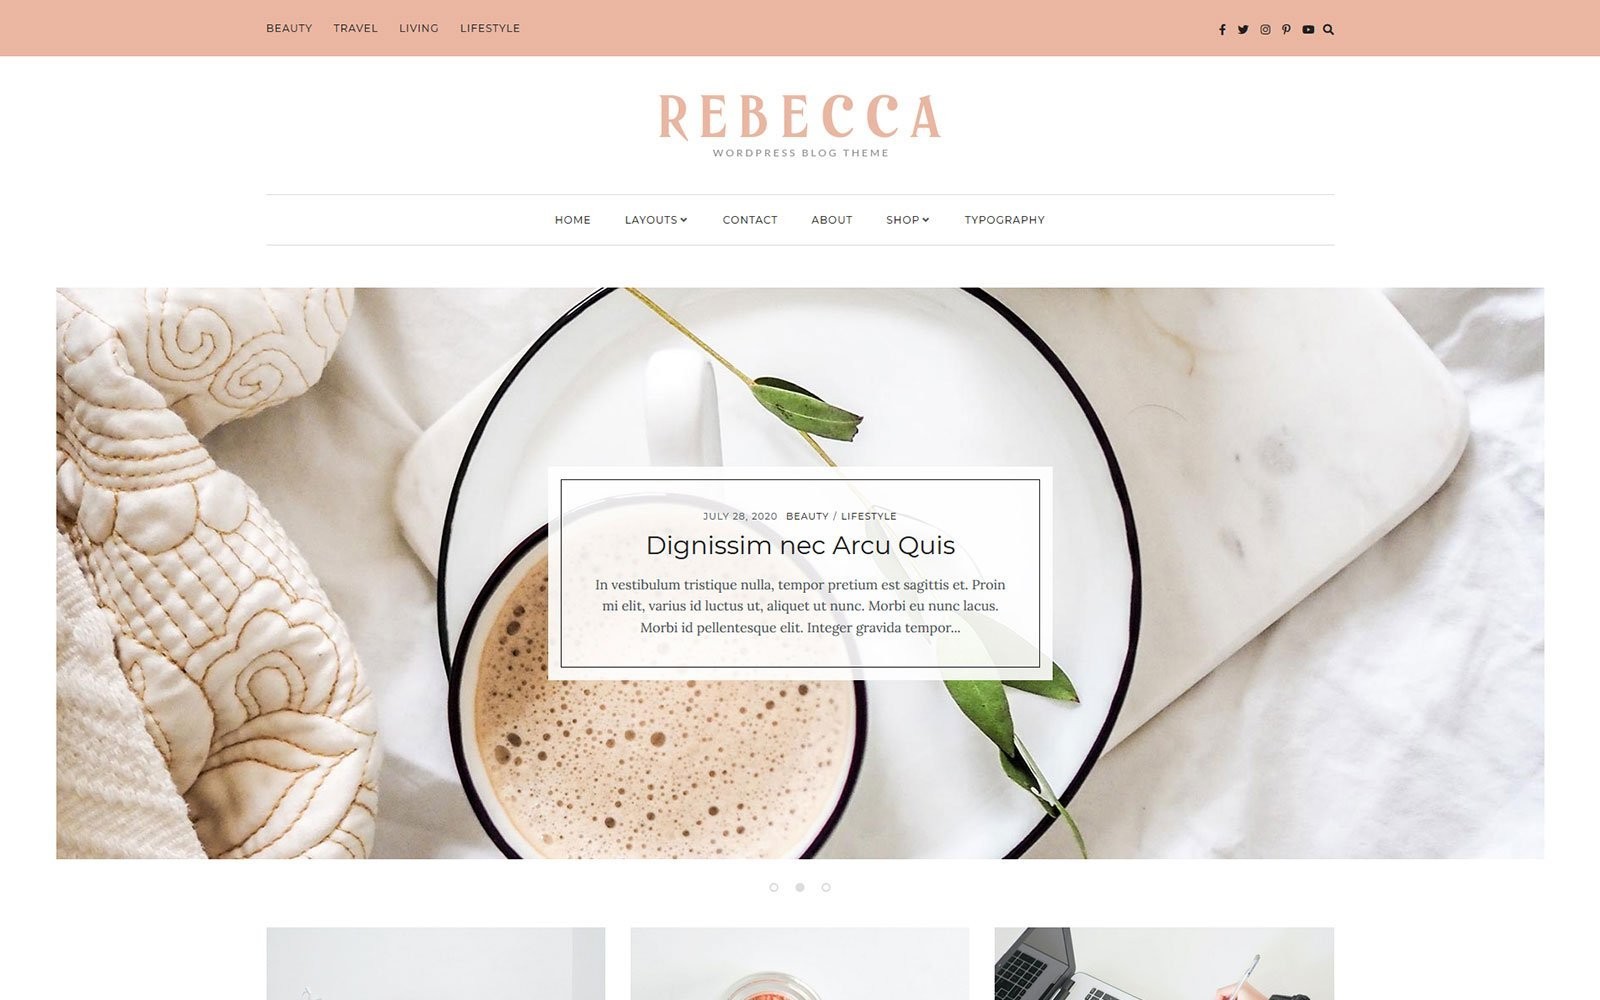 BEAUTY TRAVEL LIVING LIFESTYLE
REBECCA
WORDPRESS BLOG THEME
HOME LAYOUTS CONTACT ABOUT SHOP TYPOGRAPHY
JULY 28, 2020 BEAUTY / LIFESTYLE
Dignissim nec Arcu Quis
In vestibulum tristique nulla, tempor pretium est sagittis et. Proin
mi elit, varius id luctus ut, aliquet ut nunc. Morbi eu nunc lacus.
Morbi id pellentesque elit. Integer gravida tempor...